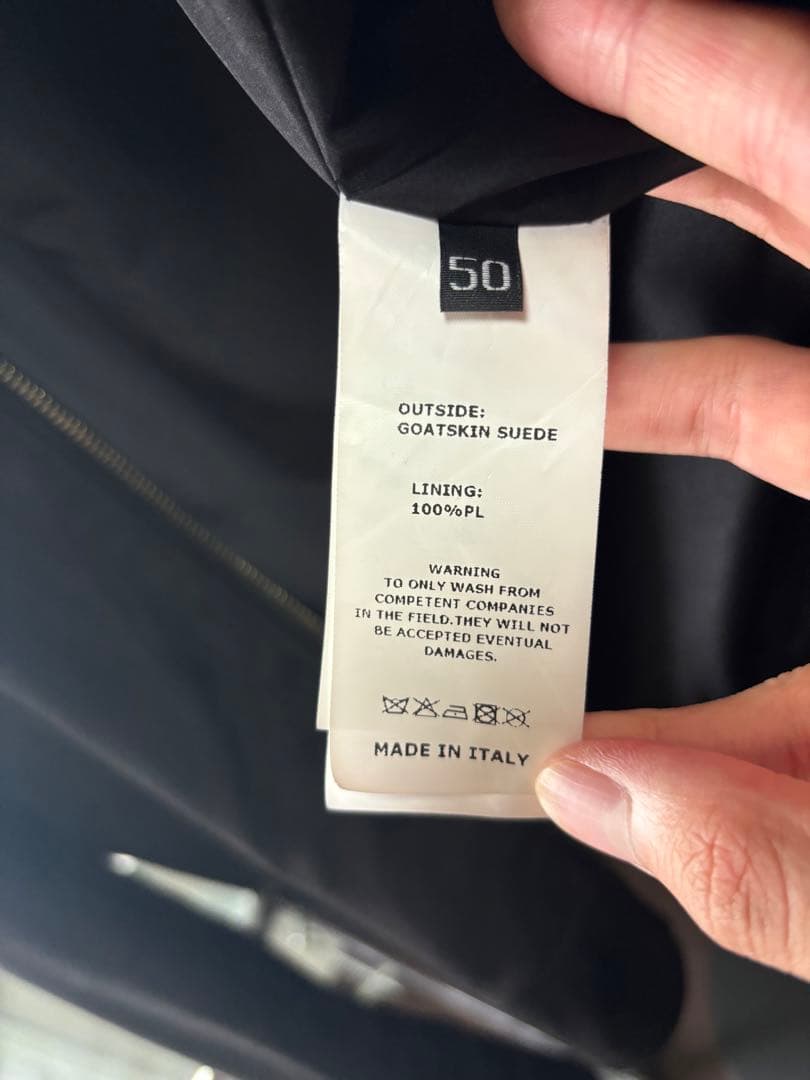 50
OUTSIDE:
GOATSKIN SUEDE
LINING:
100%PL
WARNING
TO ONLY WASH FROM
COMPETENT COMPANIES
IN THE FIELD.THEY WILL NOT
BE ACCEPTED EVENTUAL
DAMAGES.
MADE IN ITALY